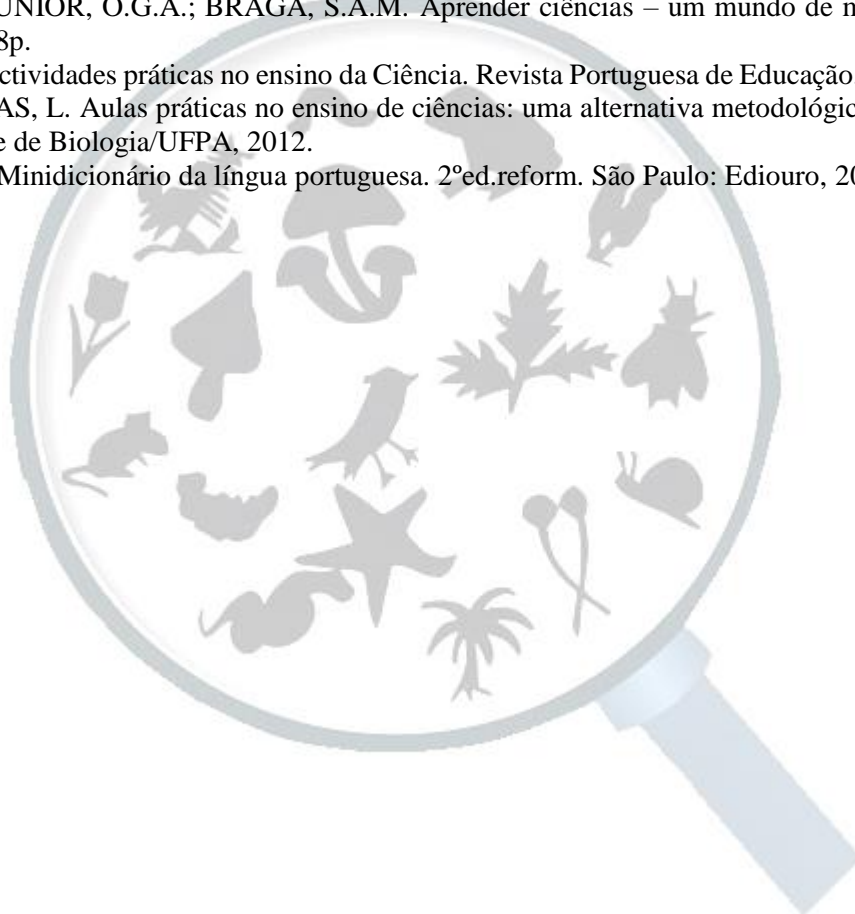 UNIOR, O.G.A.; BRAGA, S.A.M. Aprender ciências – um mundo de
8p.
ctividades práticas no ensino da Ciência. Revista Portuguesa de Educação
AS, L. Aulas práticas no ensino de ciências: uma alternativa metodológic
e de Biologia/UFPA, 2012.
Minidicionário da língua portuguesa. 2ºed.reform. São Paulo: Ediouro, 20